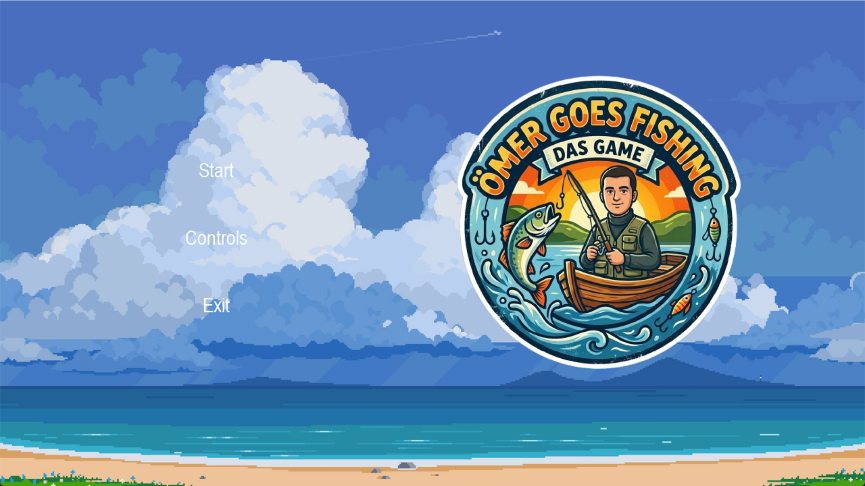 Start
Controls
Exit
ÖMER GOES FISHING
DAS GAME